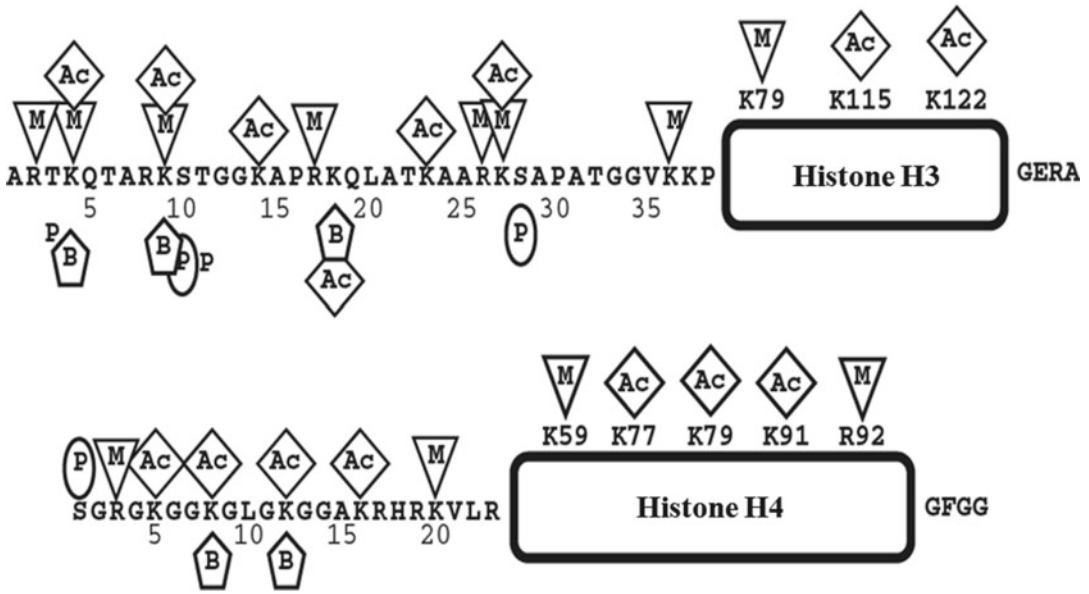 Ac Ac Ac M Ac Ac
M M M Ac M Ac M M M K79 K115 K122
ARTKQTARKSTGGKAPRKQLATKAARKSAPATGGVKKP Histone H3 GERA
5 10 15 20 25 30 35
P B B P P B P
Ac
M Ac Ac Ac M
K59 K77 K79 K91 R92
P M Ac Ac Ac Ac M
SGRGKGGKGLGKGGAKRHRKVLR Histone H4 GFGG
5 10 15 20
B B